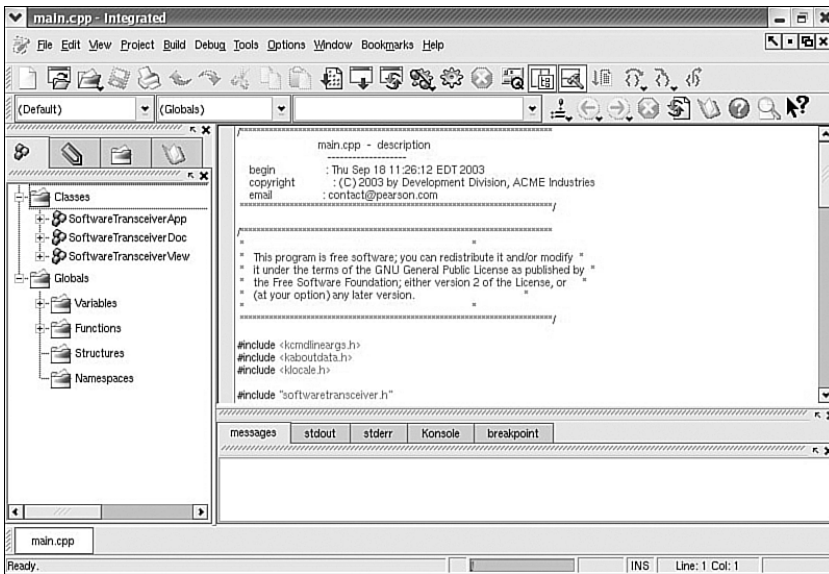 main.cpp - Integrated
File Edit View Project Build Debug Tools Options Window Bookmarks Help
(Default) (Globals)
Classes
SoftwareTransceiverApp
SoftwareTransceiverDoc
SoftwareTransceiverView
Globals
Variables
Functions
Structures
Namespaces
/**********************************************************************
main.cpp - description
-------------------
begin : Thu Sep 18 11:26:12 EDT 2003
copyright : (C) 2003 by Development Division, ACME Industries
email : contact@pearson.com
**********************************************************************/
/**********************************************************************
* *
* This program is free software; you can redistribute it and/or modify *
* it under the terms of the GNU General Public License as published by *
* the Free Software Foundation; either version 2 of the License, or *
* (at your option) any later version. *
* *
**********************************************************************/
#include <kcmdlineargs.h>
#include <kaboutdata.h>
#include <klocale.h>
#include "softwaretransceiver.h"
messages stdout stderr Konsole breakpoint
main.cpp
Ready. INS Line: 1 Col: 1